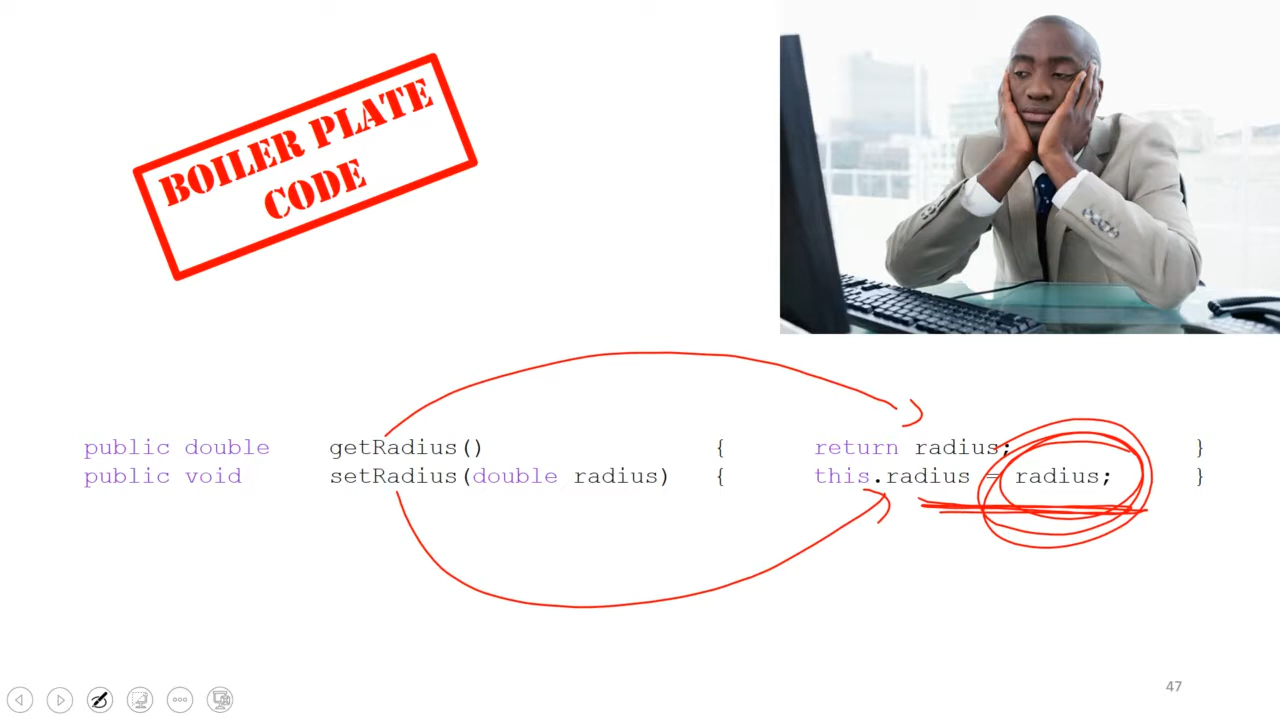 BOILER PLATE
CODE
public double getRadius() { return radius; }
public void setRadius(double radius) { this.radius = radius; }
47